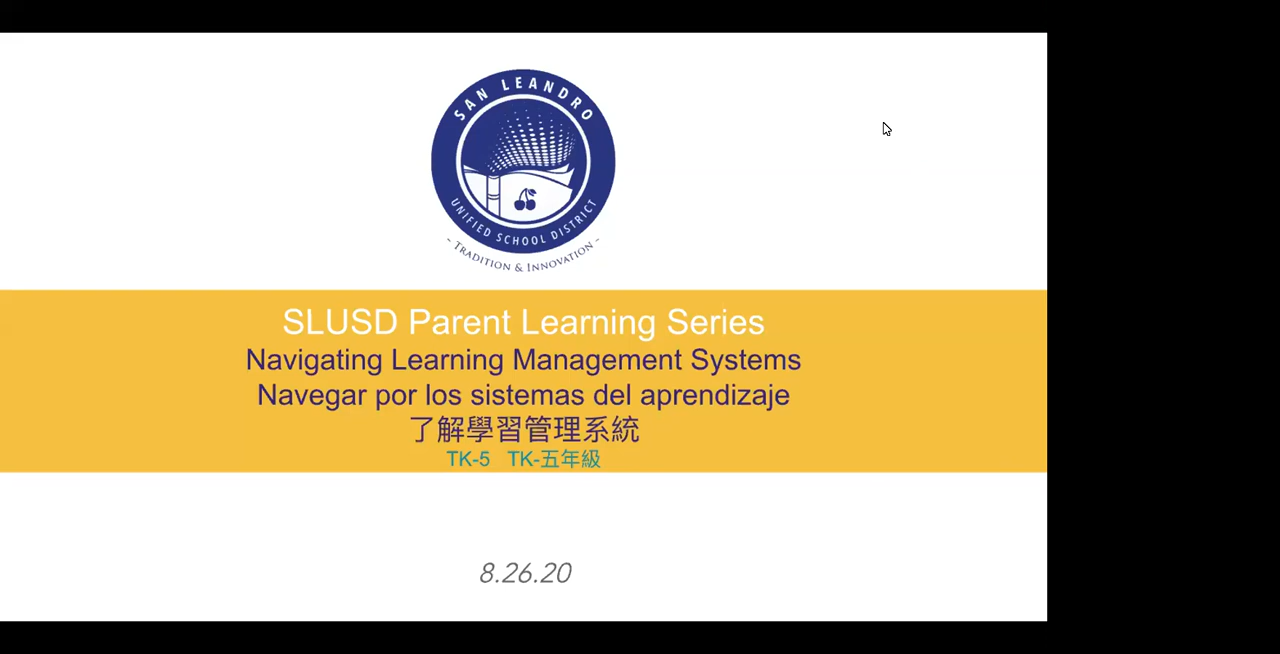 SAN LEANDRO
UNIFIED SCHOOL DISTRICT
- TRADITION & INNOVATION -
SLUSD Parent Learning Series
Navigating Learning Management Systems
Navegar por los sistemas del aprendizaje
了解學習管理系統
TK-5 TK-五年級
8.26.20